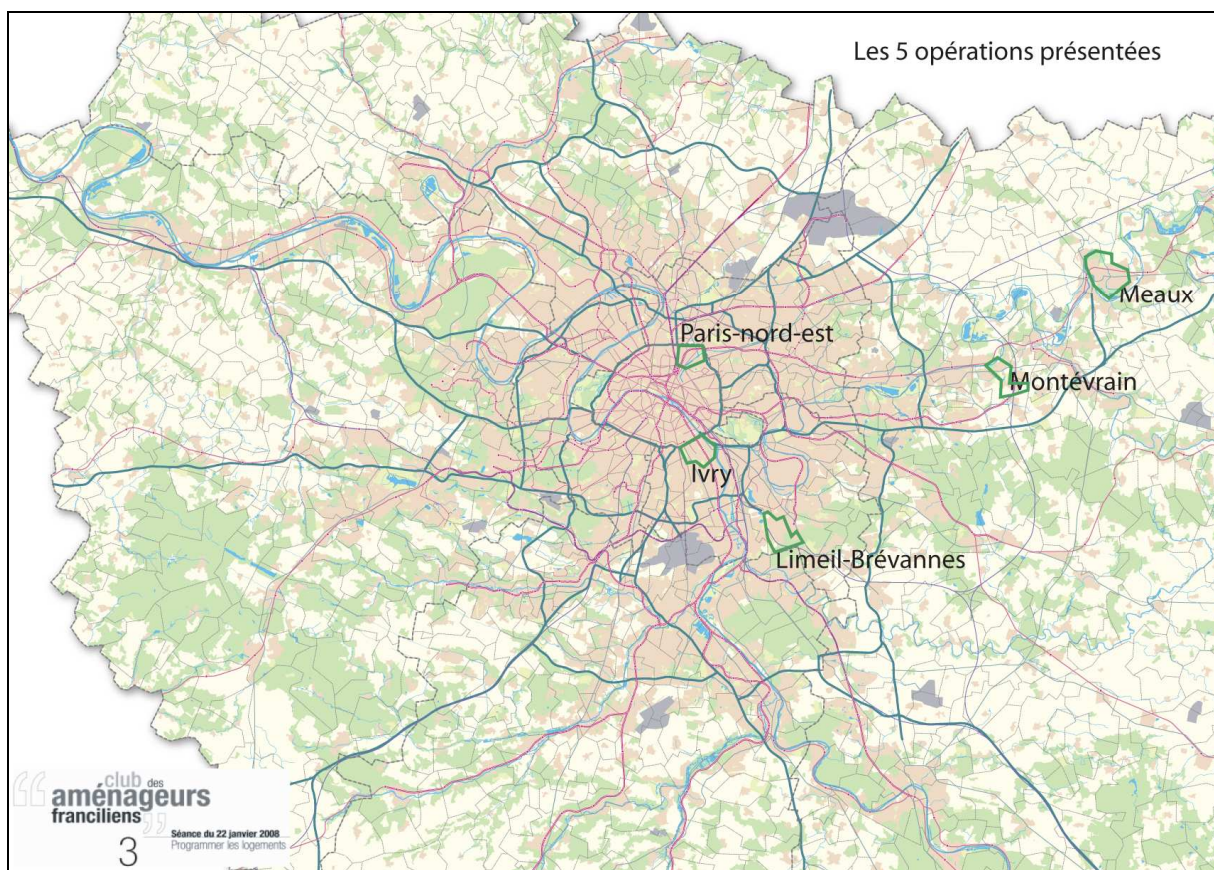 Les 5 opérations présentées
Meaux
Paris-nord-est
Montévrain
Ivry
Limeil-Brévannes
club des
aménageurs
franciliens
Séance du 22 janvier 2008
Programmer les logements
3